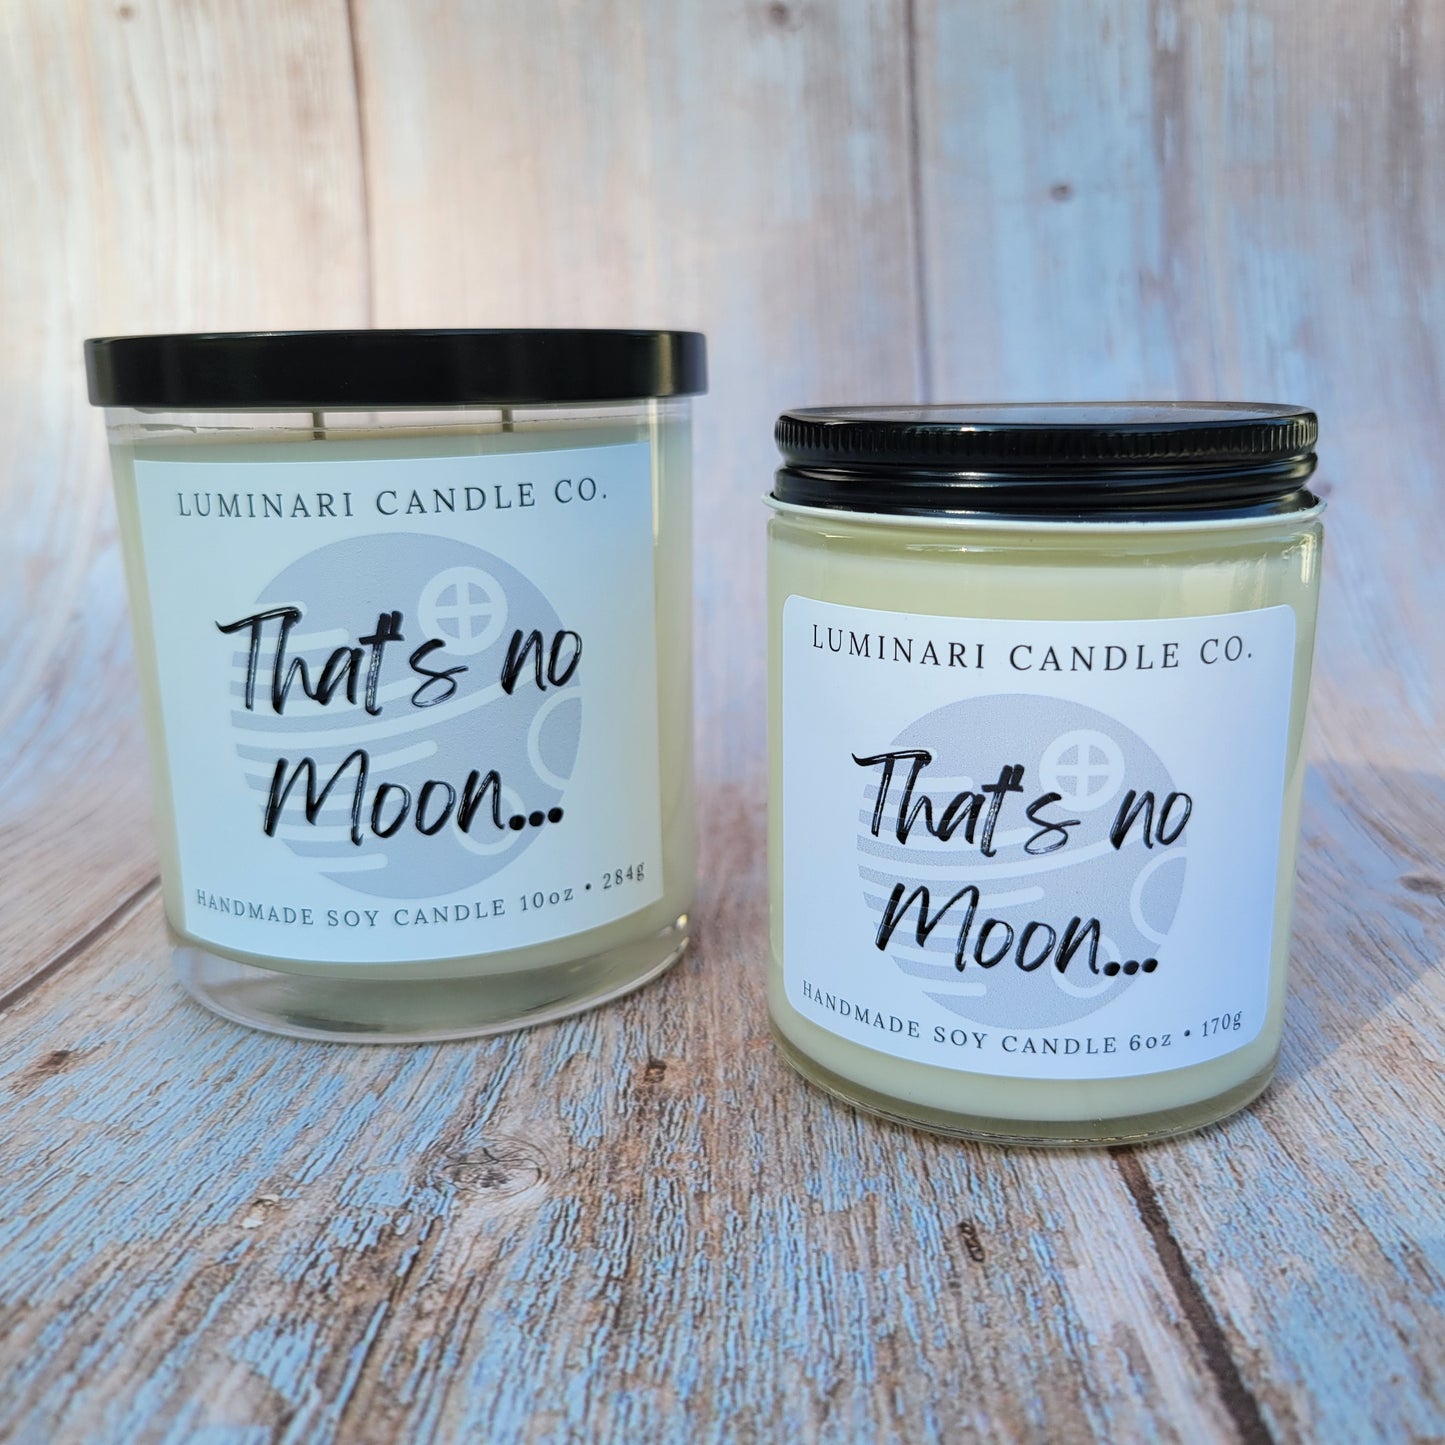 LUMINARI CANDLE CO.
That's no
Moon...
HANDMADE SOY CANDLE 10oz • 284g
LUMINARI CANDLE CO.
That's no
Moon...
HANDMADE SOY CANDLE 6oz • 170g